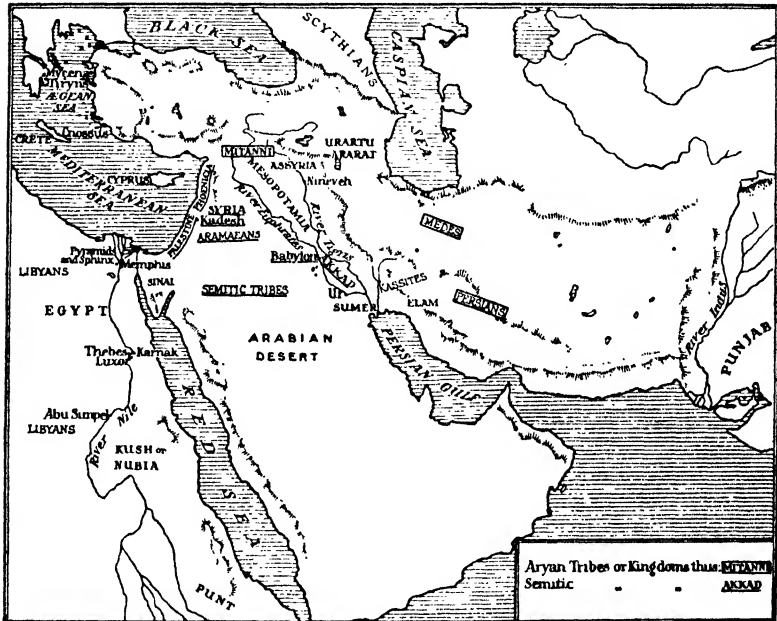 BLACK SEA
SCYTHIANS
CASPIAN SEA
Mycenæ
Tiryns
ÆGEAN
SEA
CRETE
Cnossus
MEDITERRANEAN
SEA
CYPRUS
MITANNI
URARTU
ARARAT
ASSYRIA
Nineveh
MESOPOTAMIA
River Euphrates
River Tigris
PALESTINE PHOENICIA
SYRIA
Kadesh
ARAMAEANS
MEDES
Babylon
AKKAD
KASSITES
Ur
SUMER
ELAM
PERSIANS
SEMITIC TRIBES
LIBYANS
Pyramids
and Sphinx
Memphis
SINAI
EGYPT
ARABIAN
DESERT
PERSIAN GULF
River Indus
PUNJAB
Thebes Karnak
Luxor
Abu Simpel
LIBYANS
River Nile
KUSH or
NUBIA
RED SEA
PUNT
Aryan Tribes or Kingdoms thus: MITANNI
Semitic " " AKKAD